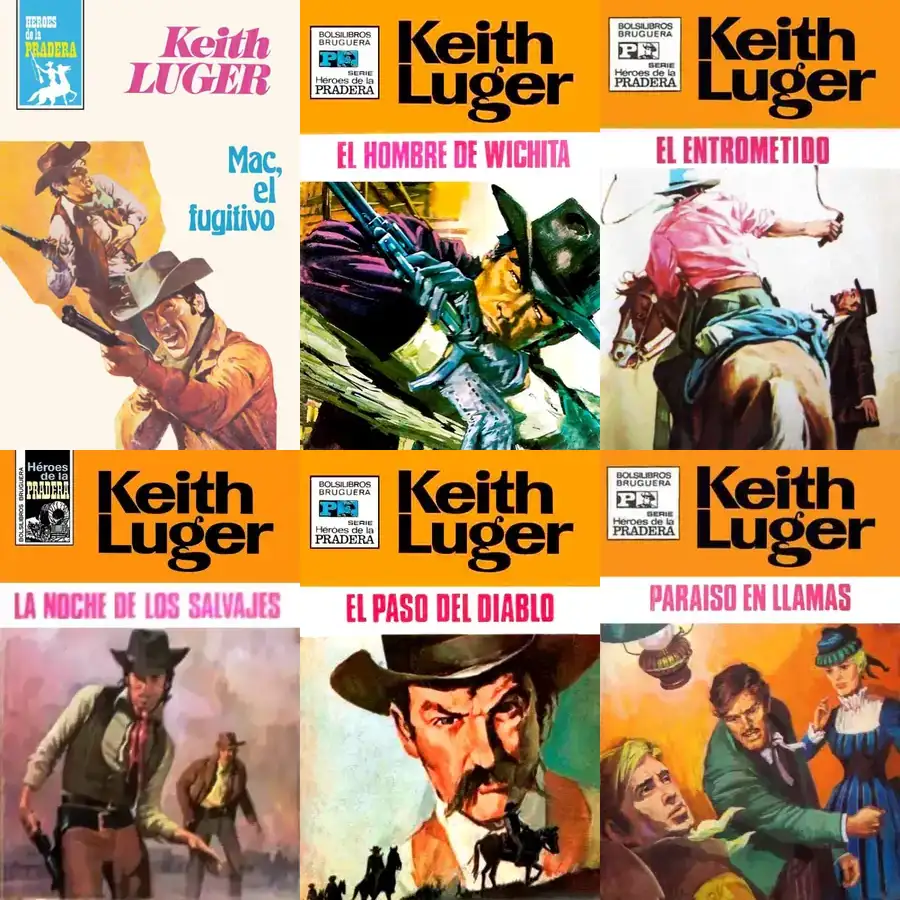 HEROES
de la
PRADERA
Keith
LUGER
Mac,
el
fugitivo
BOLSILIBROS
BRUGUERA
SERIE
Héroes de la
PRADERA
Keith
Luger
EL HOMBRE DE WICHITA
BOLSILIBROS
BRUGUERA
SERIE
Héroes de la
PRADERA
Keith
Luger
EL ENTROMETIDO
BOLSILIBROS BRUGUERA
Héroes
de la
PRADERA
Keith
Luger
LA NOCHE DE LOS SALVAJES
BOLSILIBROS
BRUGUERA
SERIE
Héroes de la
PRADERA
Keith
Luger
EL PASO DEL DIABLO
BOLSILIBROS
BRUGUERA
SERIE
Héroes de la
PRADERA
Keith
Luger
PARAISO EN LLAMAS